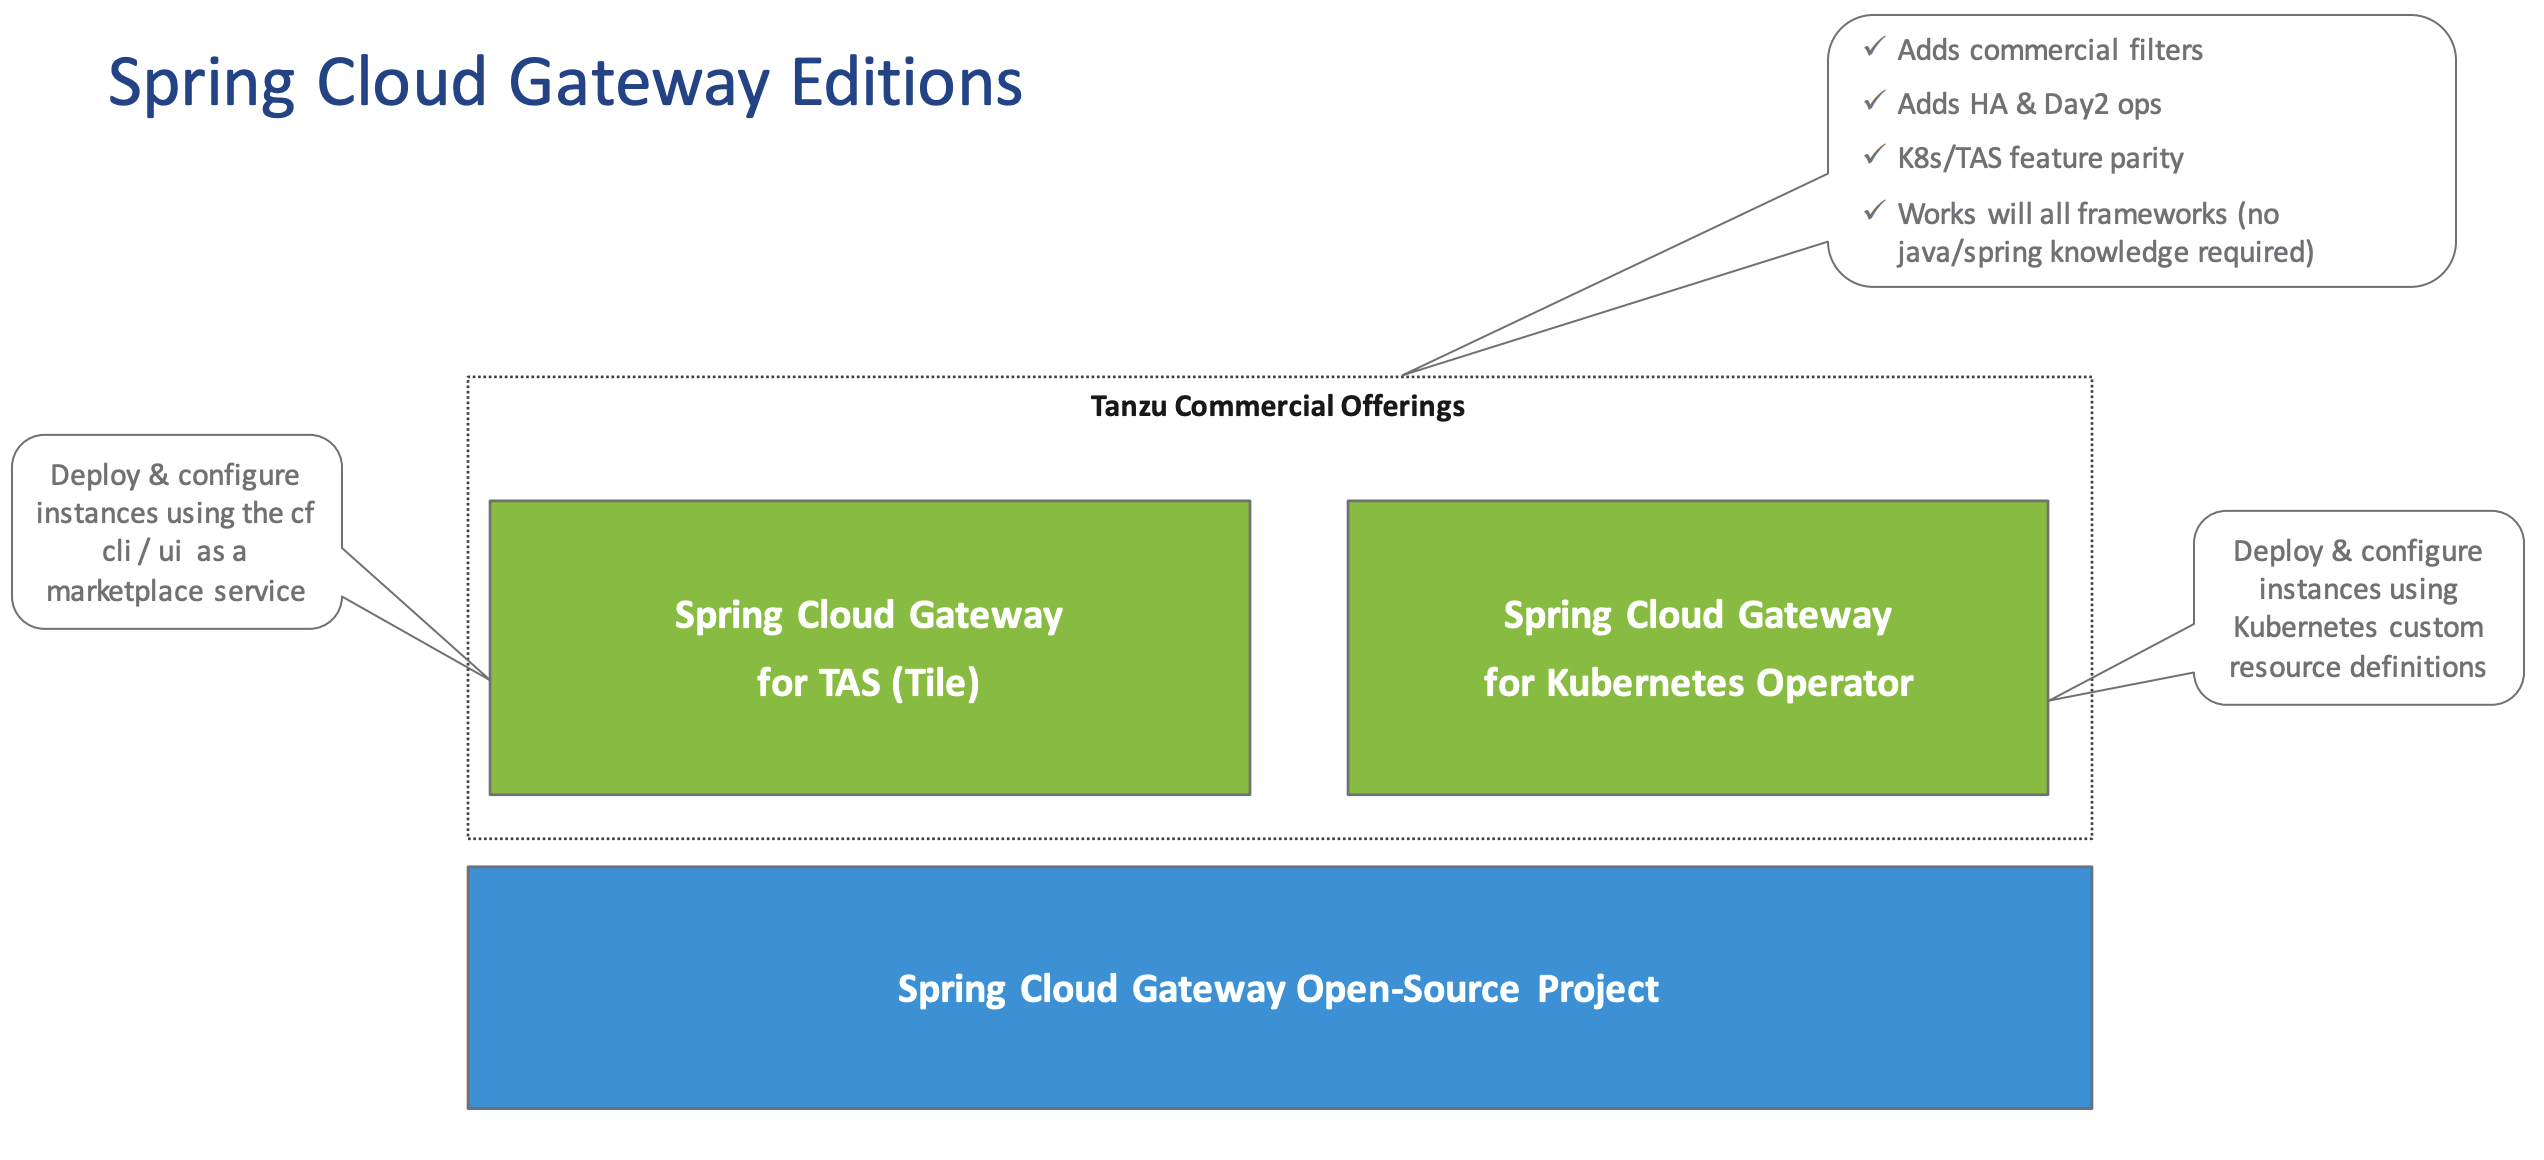 Spring Cloud Gateway Editions
✓ Adds commercial filters
✓ Adds HA & Day2 ops
✓ K8s/TAS feature parity
✓ Works will all frameworks (no
java/spring knowledge required)
Tanzu Commercial Offerings
Deploy & configure
instances using the cf
cli / ui as a
marketplace service
Spring Cloud Gateway
for TAS (Tile)
Spring Cloud Gateway
for Kubernetes Operator
Deploy & configure
instances using
Kubernetes custom
resource definitions
Spring Cloud Gateway Open-Source Project